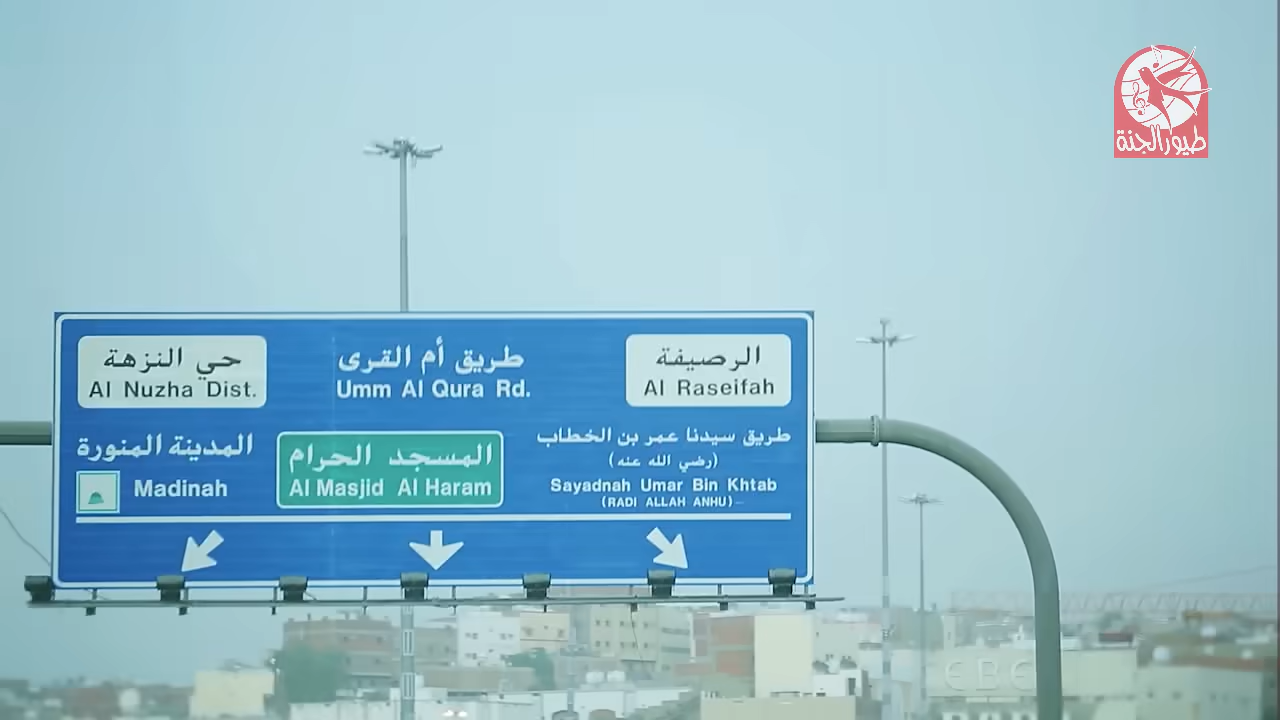 طيور الجنة
حي النزهة
Al Nuzha Dist.
طريق أم القرى
Umm Al Qura Rd.
الرصيفة
Al Raseifah
المدينة المنورة
Madinah
المسجد الحرام
Al Masjid Al Haram
طريق سيدنا عمر بن الخطاب
(رضي الله عنه)
Sayadnah Umar Bin Khtab
(RADI ALLAH ANHU)